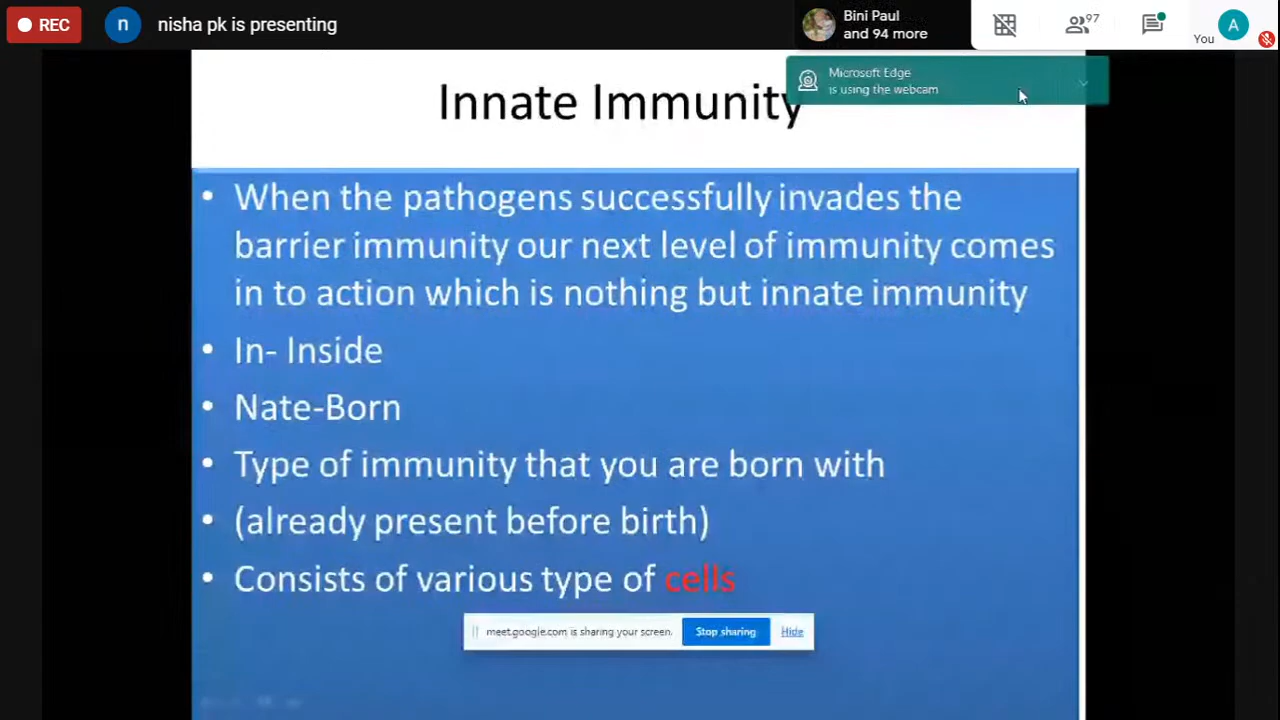 REC
n
nisha pk is presenting
Bini Paul
and 94 more
97
You
A
Microsoft Edge
is using the webcam
Innate Immunity
• When the pathogens successfully invades the
barrier immunity our next level of immunity comes
in to action which is nothing but innate immunity
• In- Inside
• Nate-Born
• Type of immunity that you are born with
• (already present before birth)
• Consists of various type of cells
meet.google.com is sharing your screen.
Stop sharing
Hide